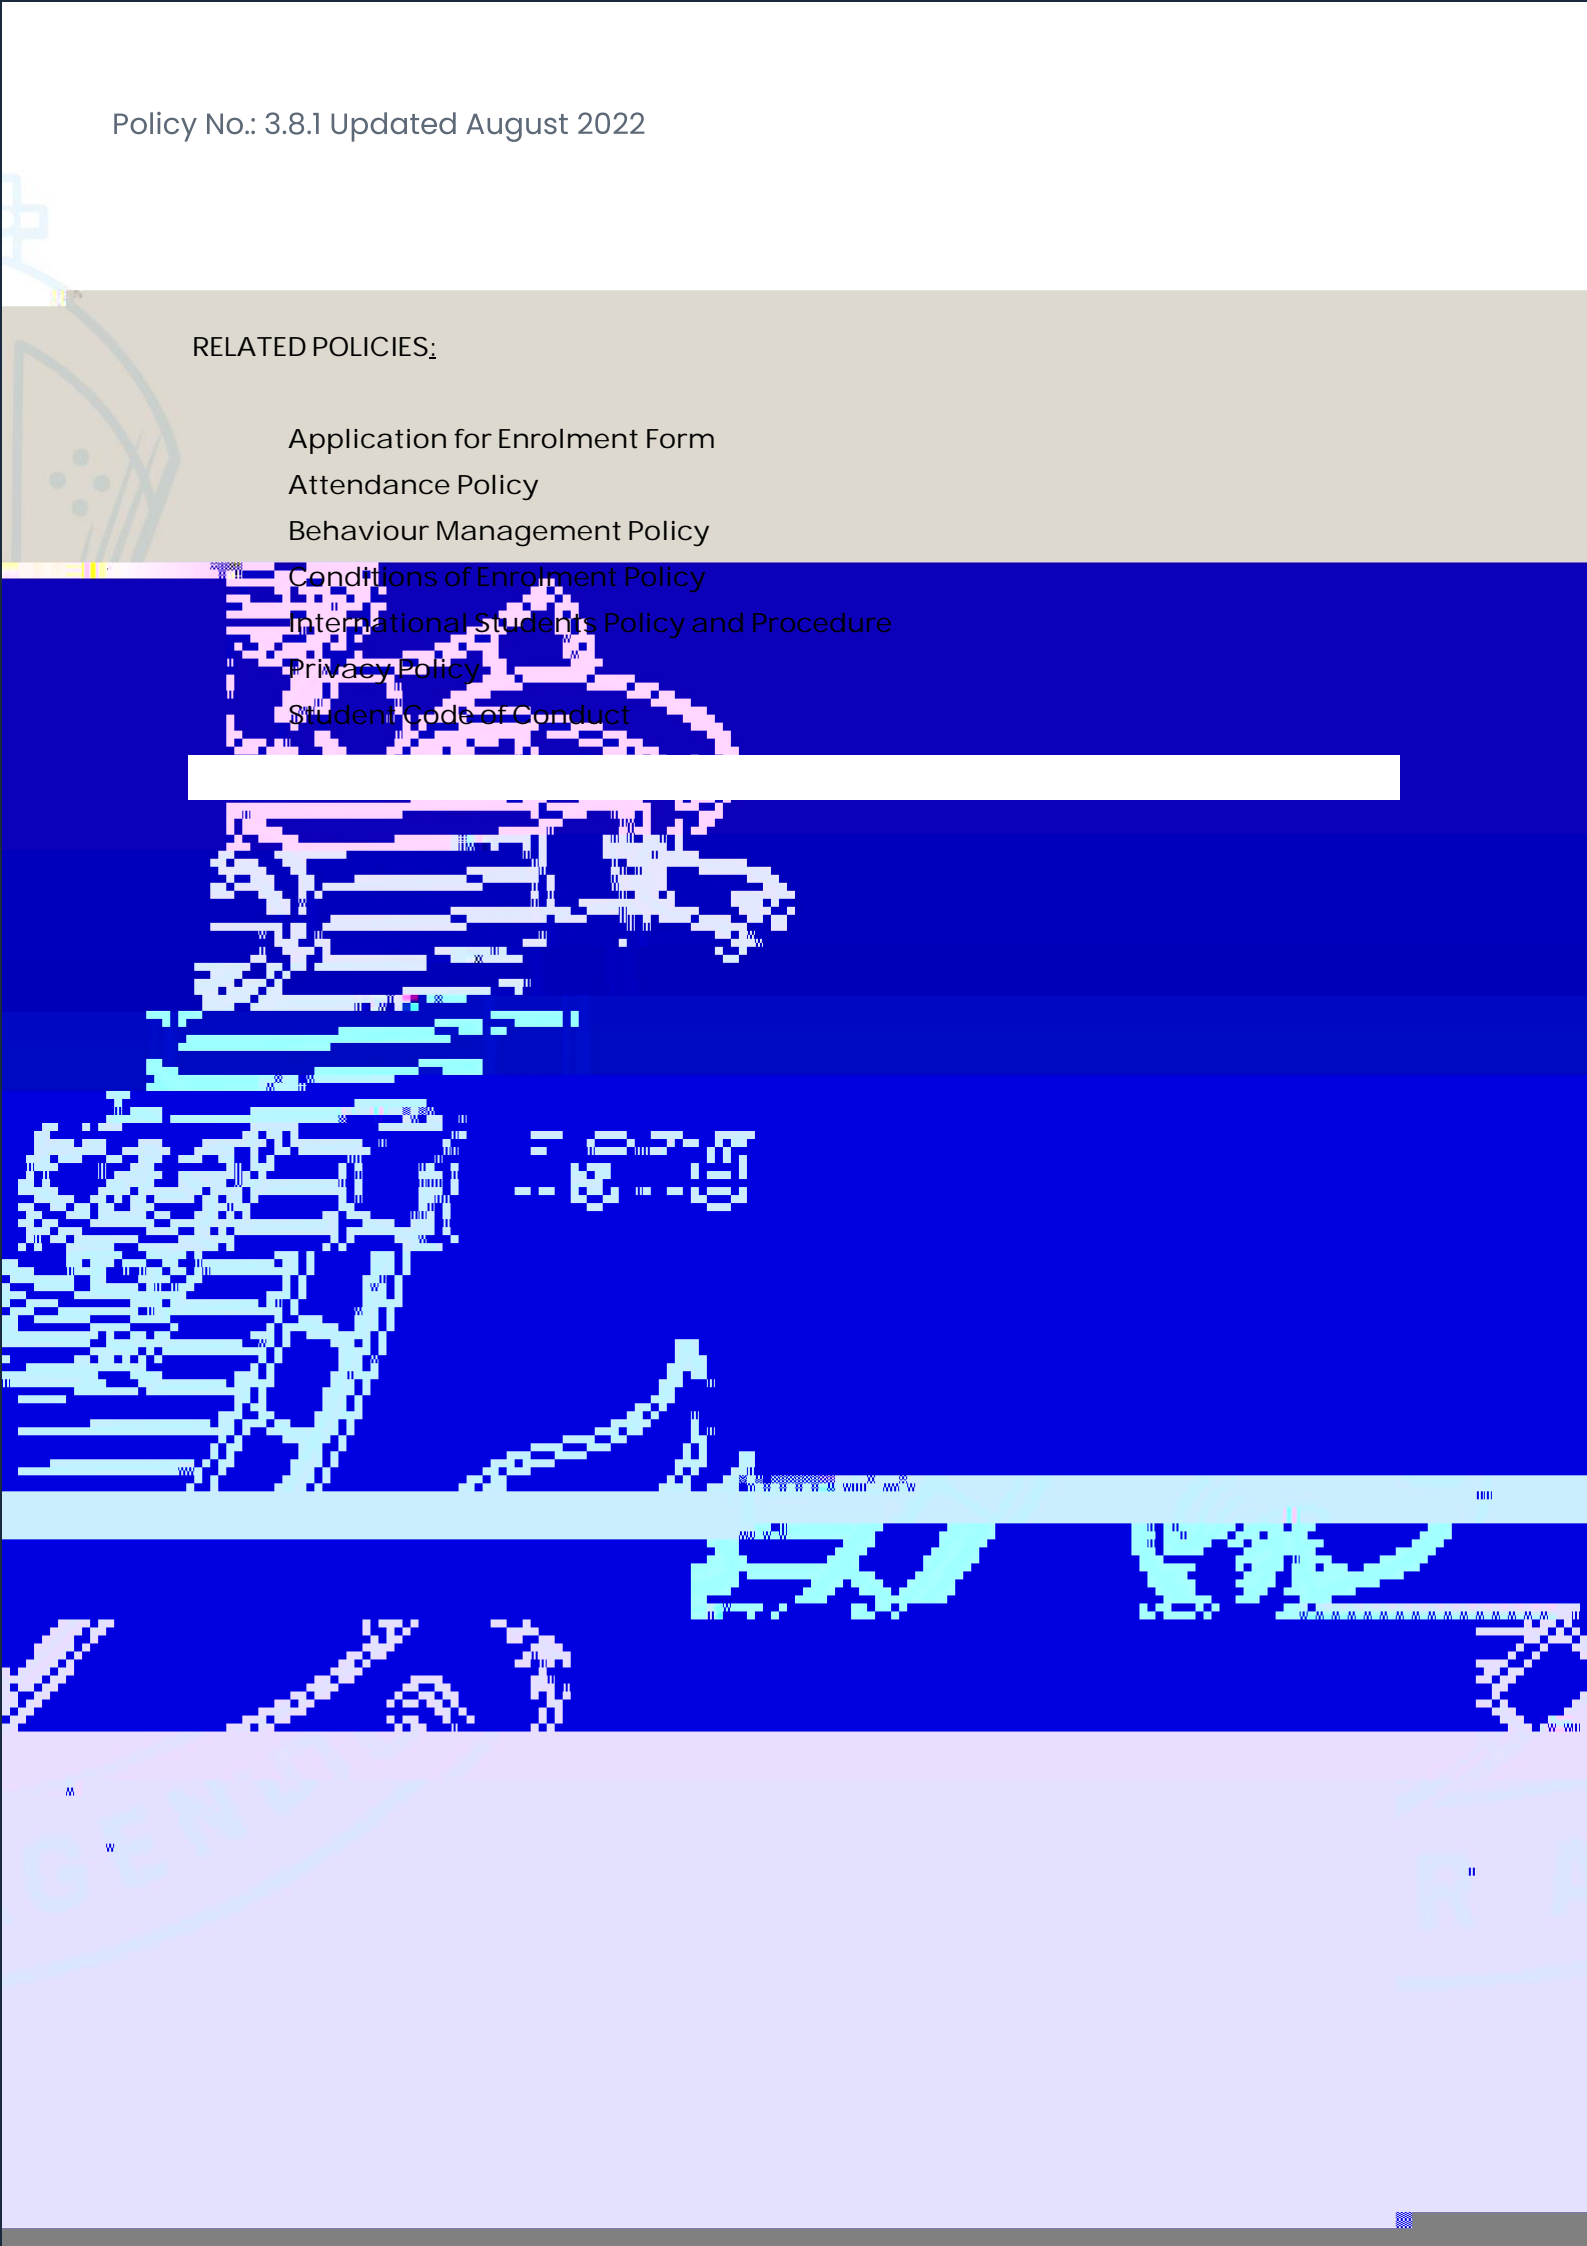 Policy No.: 3.8.1 Updated August 2022
RELATED POLICIES:
Application for Enrolment Form
Attendance Policy
Behaviour Management Policy
Conditions of Enrolment Policy
International Students Policy and Procedure
Privacy Policy
Student Code of Conduct